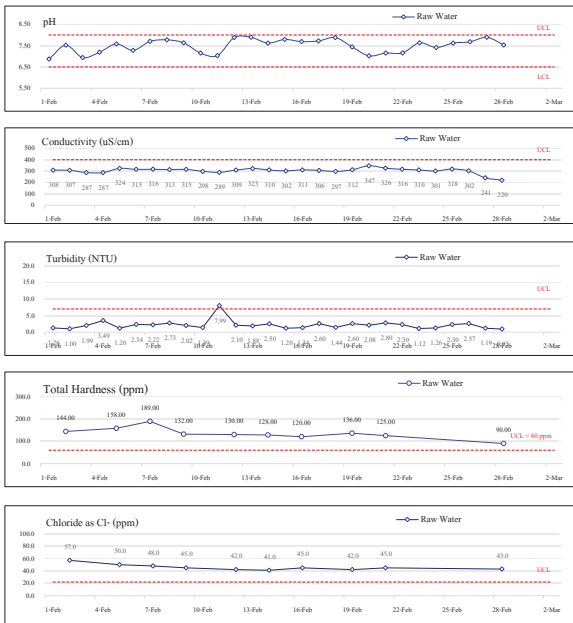 pH
Raw Water
8.50
UCL
7.50
6.50
LCL
5.50
1-Feb 4-Feb 7-Feb 10-Feb 13-Feb 16-Feb 19-Feb 22-Feb 25-Feb 28-Feb 2-Mar
Conductivity (uS/cm)
Raw Water
500
UCL
400
300
308 307 287 287 324 315 316 313 315 298 289 308 323 310 302 311 306 297 312 347 326 316 310 301 318 302 241 220
200
100
0
1-Feb 4-Feb 7-Feb 10-Feb 13-Feb 16-Feb 19-Feb 22-Feb 25-Feb 28-Feb 2-Mar
Turbidity (NTU)
Raw Water
20.0
15.0
UCL
10.0
5.0
1.00 1.99 3.49 1.20 2.34 2.22 2.73 2.02 7.99 2.10 1.88 2.50 1.20 2.60 1.44 2.60 2.08 2.80 2.30 1.12 1.26 2.30 2.57 1.19
0.0
1-Feb 4-Feb 7-Feb 10-Feb 13-Feb 16-Feb 19-Feb 22-Feb 25-Feb 28-Feb 2-Mar
Total Hardness (ppm)
Raw Water
300.0
200.0
144.00 158.00 189.00 132.00 130.00 128.00 120.00 136.00 125.00 90.00
UCL < 60 ppm
100.0
0.0
1-Feb 4-Feb 7-Feb 10-Feb 13-Feb 16-Feb 19-Feb 22-Feb 25-Feb 28-Feb 2-Mar
Chloride as Cl- (ppm)
Raw Water
100.0
80.0
57.0 50.0 48.0 45.0 42.0 41.0 45.0 42.0 45.0 43.0
60.0
40.0
UCL
20.0
0.0
1-Feb 4-Feb 7-Feb 10-Feb 13-Feb 16-Feb 19-Feb 22-Feb 25-Feb 28-Feb 2-Mar